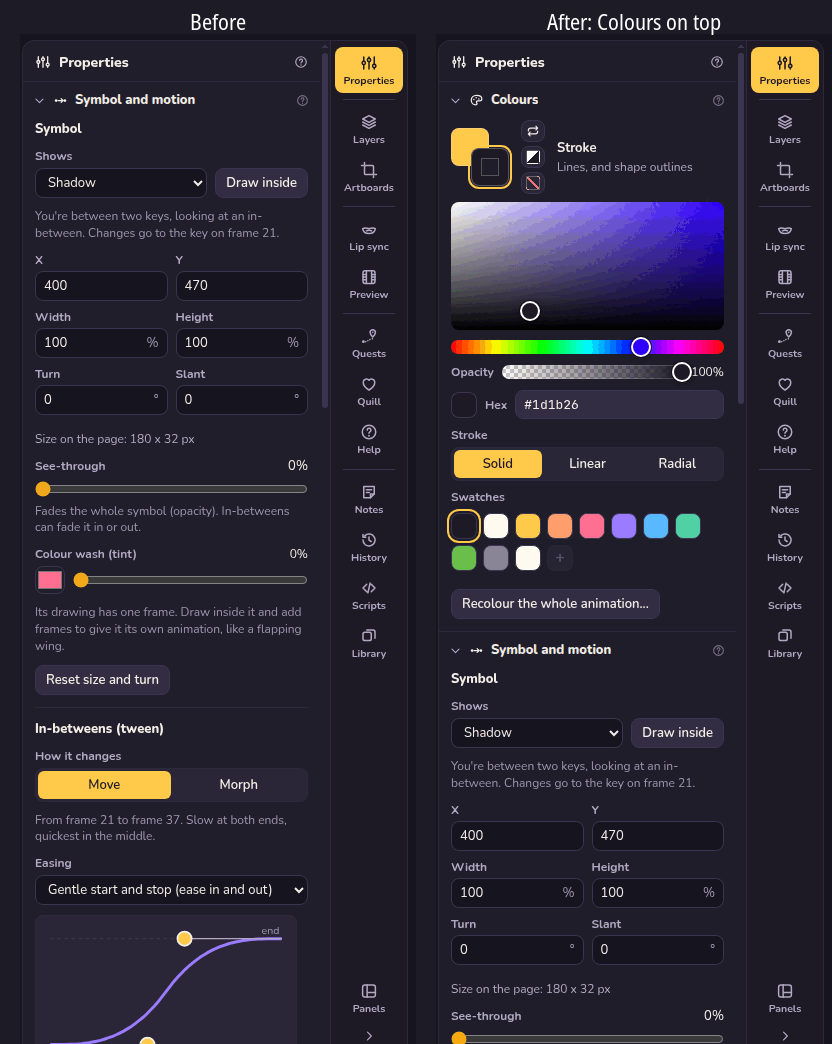 Before
Properties
Symbol and motion
Symbol
Shows
Shadow
Draw inside
You're between two keys, looking at an in-
between. Changes go to the key on frame 21.
X
Y
400
470
Width
Height
100 %
100 %
Turn
Slant
0 °
0 °
Size on the page: 180 x 32 px
See-through
0%
Fades the whole symbol (opacity). In-betweens
can fade it in or out.
Colour wash (tint)
0%
Its drawing has one frame. Draw inside it and add
frames to give it its own animation, like a flapping
wing.
Reset size and turn
In-betweens (tween)
How it changes
Move
Morph
From frame 21 to frame 37. Slow at both ends,
quickest in the middle.
Easing
Gentle start and stop (ease in and out)
end
Properties
Layers
Artboards
Lip sync
Preview
Quests
Quill
Help
Notes
History
Scripts
Library
Panels
After: Colours on top
Properties
Colours
Stroke
Lines, and shape outlines
Opacity
100%
Hex
#1d1b26
Stroke
Solid
Linear
Radial
Swatches
+
Recolour the whole animation...
Symbol and motion
Symbol
Shows
Shadow
Draw inside
You're between two keys, looking at an in-
between. Changes go to the key on frame 21.
X
Y
400
470
Width
Height
100 %
100 %
Turn
Slant
0 °
0 °
Size on the page: 180 x 32 px
See-through
0%
Properties
Layers
Artboards
Lip sync
Preview
Quests
Quill
Help
Notes
History
Scripts
Library
Panels